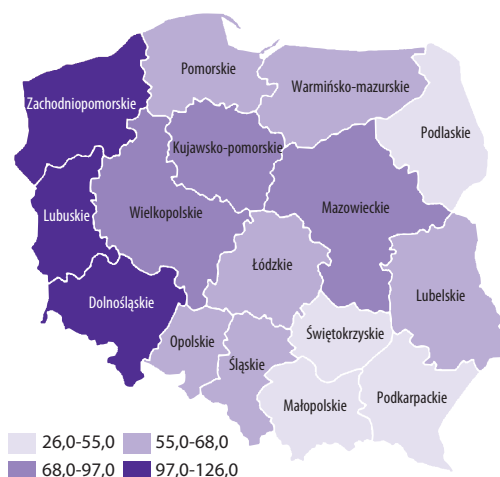 Pomorskie
Warmińsko-mazurskie
Zachodniopomorskie
Podlaskie
Kujawsko-pomorskie
Lubuskie
Wielkopolskie
Mazowieckie
Łódzkie
Dolnośląskie
Lubelskie
Opolskie
Świętokrzyskie
Śląskie
Małopolskie
Podkarpackie
26,0-55,0
55,0-68,0
68,0-97,0
97,0-126,0